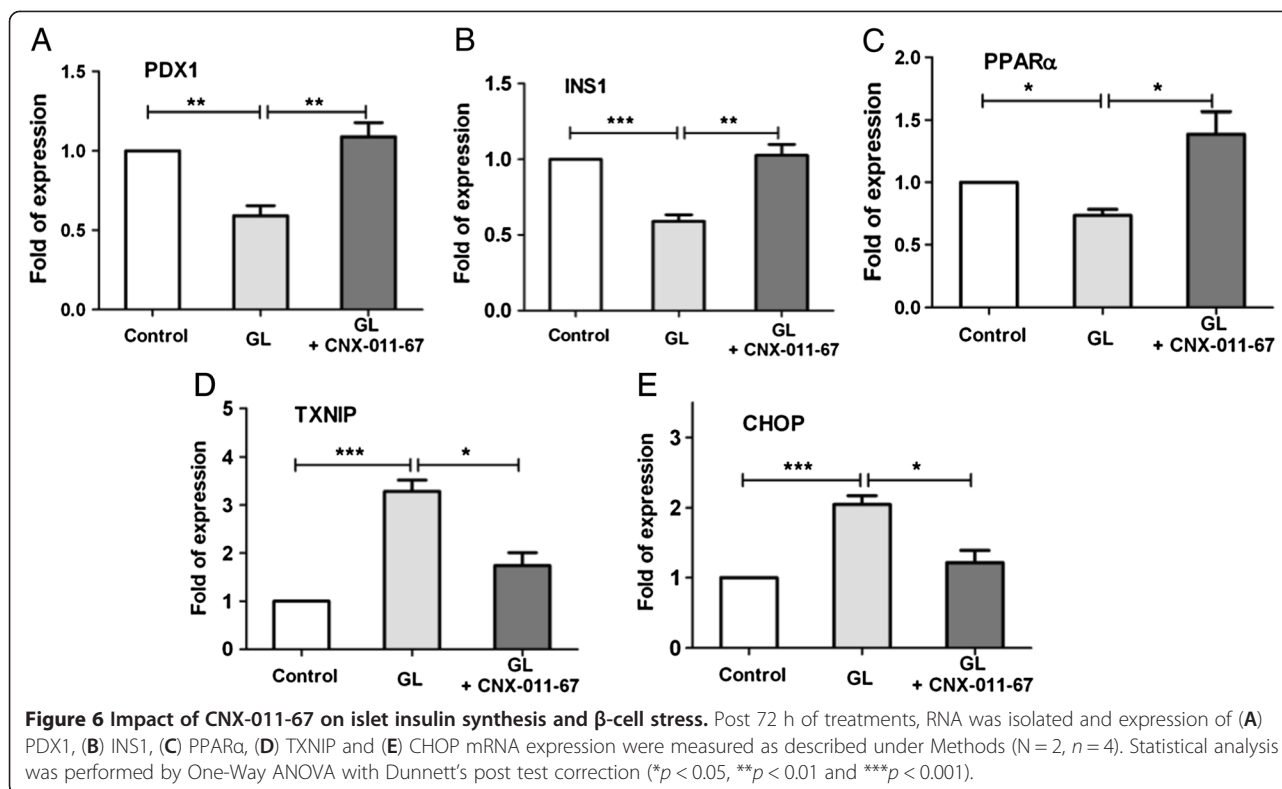 A
PDX1
Fold of expression
1.5
1.0
0.5
0.0
**
**
Control
GL
GL
+ CNX-011-67
B
INS1
Fold of expression
1.5
1.0
0.5
0.0
***
**
Control
GL
GL
+ CNX-011-67
C
PPARα
Fold of expression
2.0
1.5
1.0
0.5
0.0
*
*
Control
GL
GL
+ CNX-011-67
D
TXNIP
Fold of expression
5
4
3
2
1
0
***
*
Control
GL
GL
+ CNX-011-67
E
CHOP
Fold of expression
3
2
1
0
***
*
Control
GL
GL
+ CNX-011-67
Figure 6 Impact of CNX-011-67 on islet insulin synthesis and β-cell stress. Post 72 h of treatments, RNA was isolated and expression of (A)
PDX1, (B) INS1, (C) PPARα, (D) TXNIP and (E) CHOP mRNA expression were measured as described under Methods (N = 2, n = 4). Statistical analysis
was performed by One-Way ANOVA with Dunnett's post test correction (*p < 0.05, **p < 0.01 and ***p < 0.001).